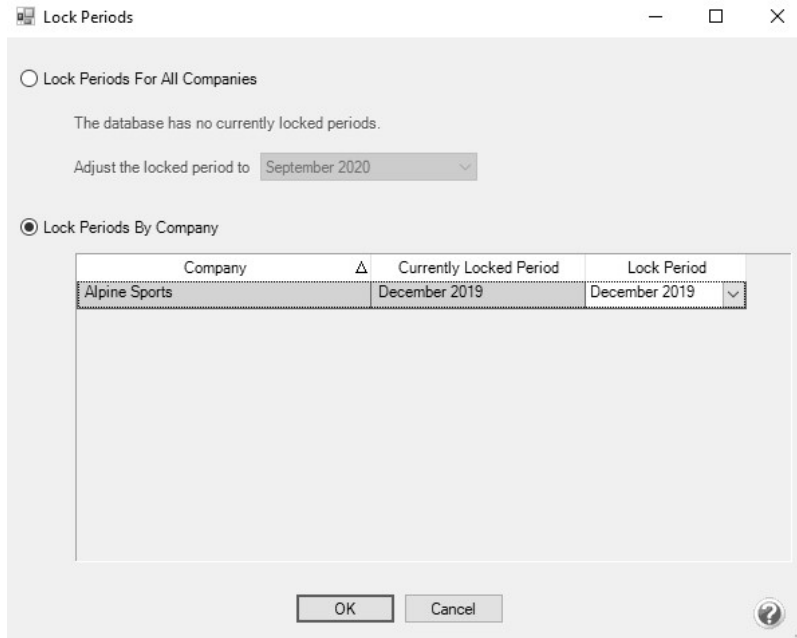 Lock Periods
Lock Periods For All Companies
The database has no currently locked periods.
Adjust the locked period to September 2020
Lock Periods By Company
Company Currently Locked Period Lock Period
Alpine Sports December 2019 December 2019
OK Cancel
?